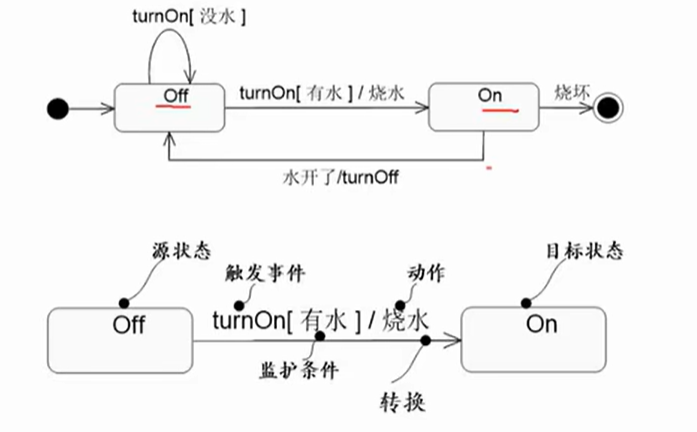 turnOn[ 没水 ]
Off
turnOn[ 有水 ] / 烧水
On
烧坏
水开了/turnOff
源状态
触发事件
动作
目标状态
Off
turnOn[ 有水 ] / 烧水
On
监护条件
转换